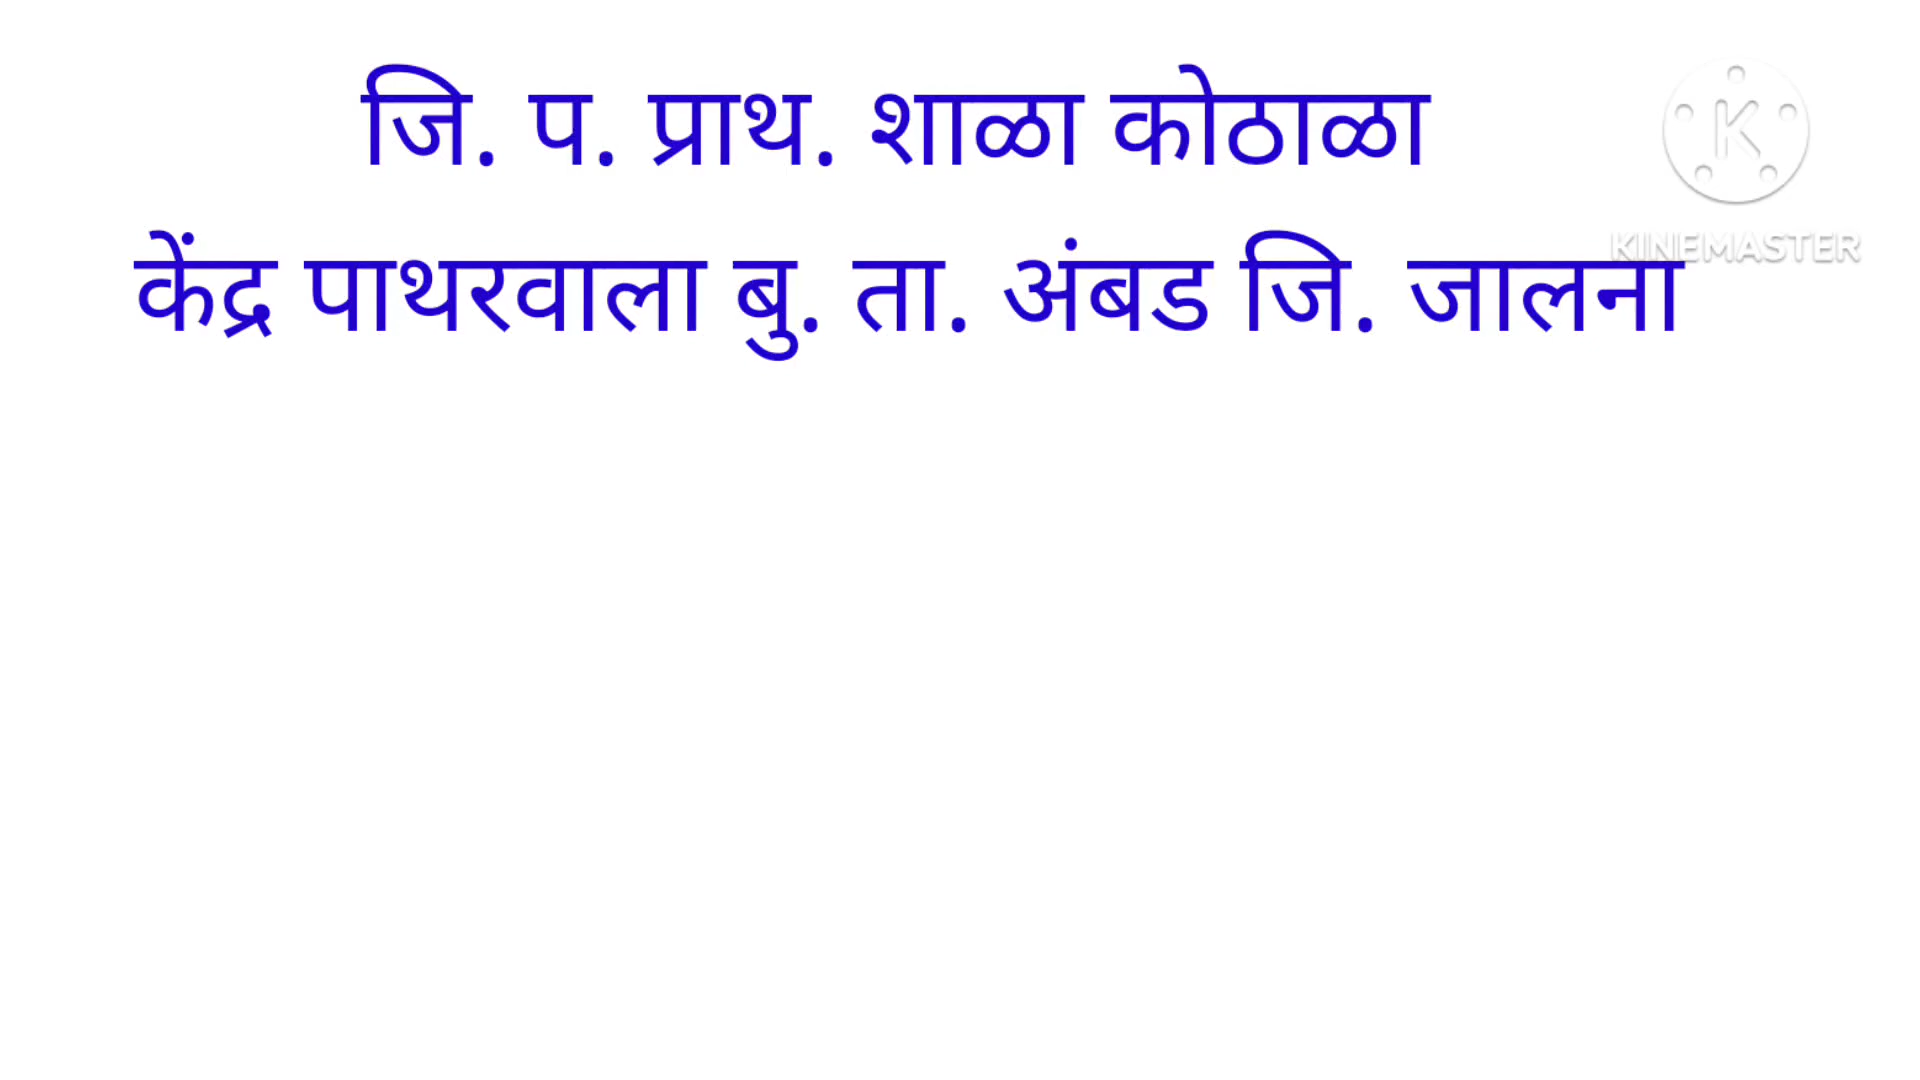 जि. प. प्राथ. शाळा कोठाळा
केंद्र पाथरवाला बु. ता. अंबड जि. जालना
K
KINEMASTER